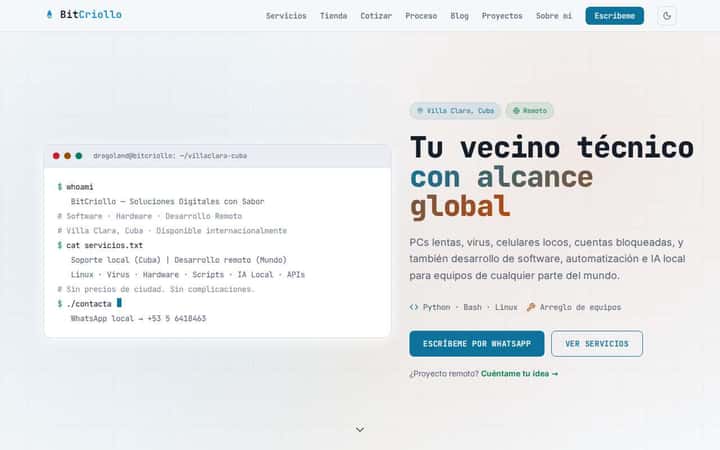 BitCriollo
Servicios Tienda Cotizar Proceso Blog Proyectos Sobre mí Escríbeme
dragoland@bitcriollo: ~/villaclara-cuba
$ whoami
BitCriollo — Soluciones Digitales con Sabor
# Software · Hardware · Desarrollo Remoto
# Villa Clara, Cuba · Disponible internacionalmente
$ cat servicios.txt
Soporte local (Cuba) | Desarrollo remoto (Mundo)
Linux · Virus · Hardware · Scripts · IA Local · APIs
# Sin precios de ciudad. Sin complicaciones.
$ ./contacta
WhatsApp local → +53 5 6418463
Villa Clara, Cuba Remoto
Tu vecino técnico
con alcance
global
PCs lentas, virus, celulares locos, cuentas bloqueadas, y
también desarrollo de software, automatización e IA local
para equipos de cualquier parte del mundo.
Python · Bash · Linux Arreglo de equipos
ESCRÍBEME POR WHATSAPP VER SERVICIOS
¿Proyecto remoto? Cuéntame tu idea →